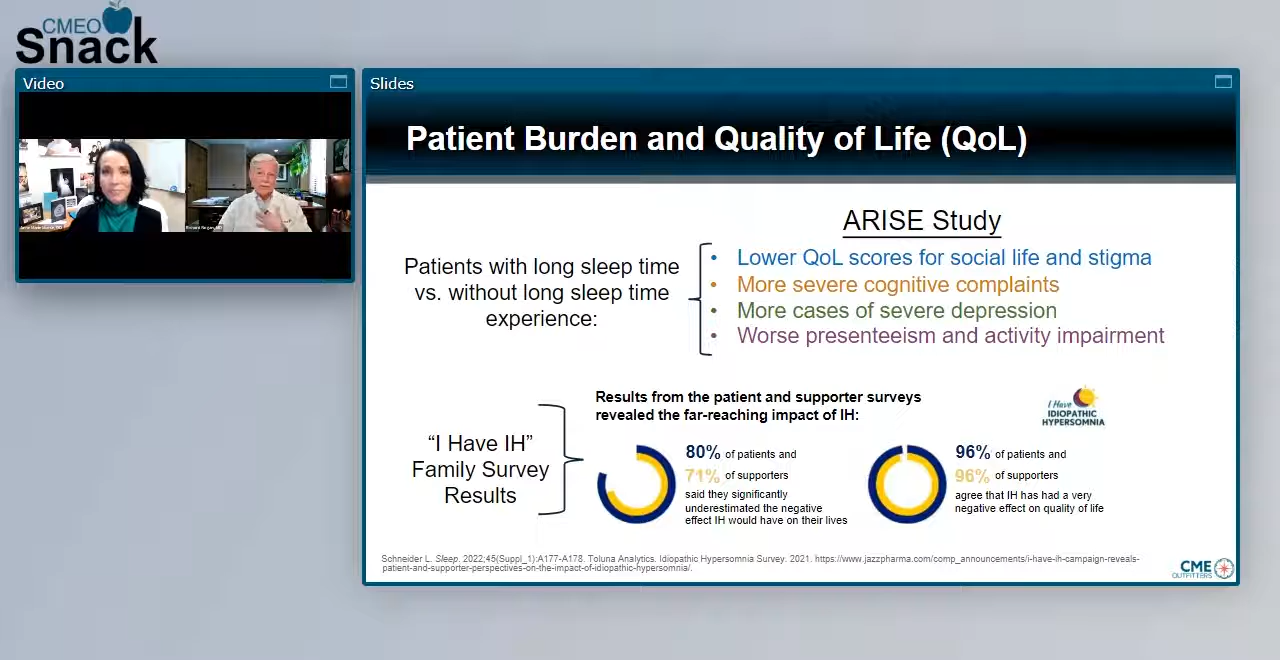 CMEO
Snack
Video
Slides
Patient Burden and Quality of Life (QoL)
ARISE Study
Patients with long sleep time
vs. without long sleep time
experience:
• Lower QoL scores for social life and stigma
• More severe cognitive complaints
• More cases of severe depression
• Worse presenteeism and activity impairment
Results from the patient and supporter surveys
revealed the far-reaching impact of IH:
I Have
IDIOPATHIC
HYPERSOMNIA
“I Have IH”
Family Survey
Results
80% of patients and
71% of supporters
said they significantly
underestimated the negative
effect IH would have on their lives
96% of patients and
96% of supporters
agree that IH has had a very
negative effect on quality of life
Schneider L. Sleep. 2022;45(Suppl_1):A177-A178. Toluna Analytics. Idiopathic Hypersomnia Survey. 2021. https://www.jazzpharma.com/comp_announcements/i-have-ih-campaign-reveals-
patient-and-supporter-perspectives-on-the-impact-of-idiopathic-hypersomnia/.
CME
OUTFITTERS